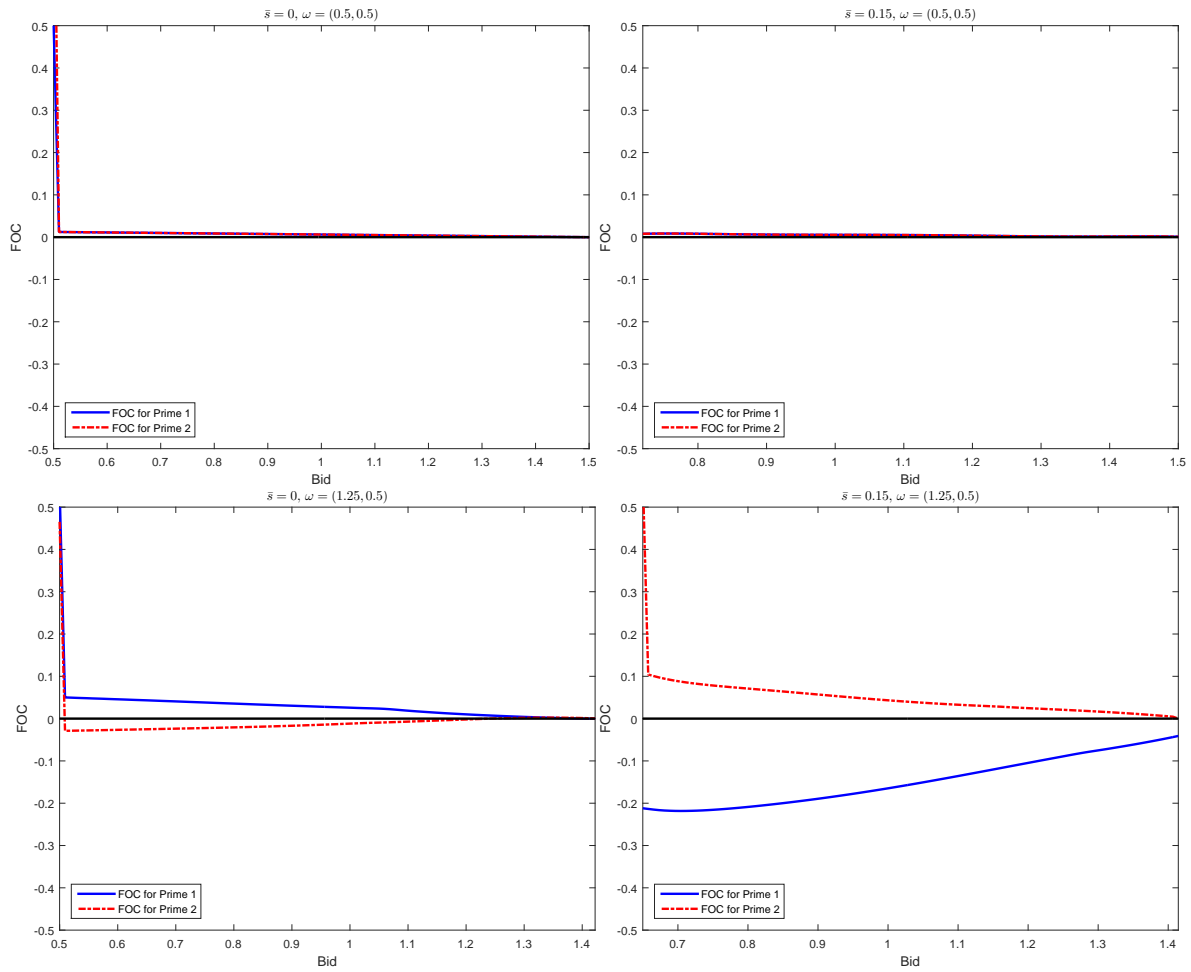 s̄ = 0, ω = (0.5, 0.5)
0.5
0.4
0.3
0.2
0.1
0
-0.1
-0.2
-0.3
-0.4
-0.5
FOC
FOC for Prime 1
FOC for Prime 2
0.5 0.6 0.7 0.8 0.9 1 1.1 1.2 1.3 1.4 1.5
Bid
s̄ = 0.15, ω = (0.5, 0.5)
0.5
0.4
0.3
0.2
0.1
0
-0.1
-0.2
-0.3
-0.4
-0.5
FOC
FOC for Prime 1
FOC for Prime 2
0.8 0.9 1 1.1 1.2 1.3 1.4 1.5
Bid
s̄ = 0, ω = (1.25, 0.5)
0.5
0.4
0.3
0.2
0.1
0
-0.1
-0.2
-0.3
-0.4
-0.5
FOC
FOC for Prime 1
FOC for Prime 2
0.5 0.6 0.7 0.8 0.9 1 1.1 1.2 1.3 1.4
Bid
s̄ = 0.15, ω = (1.25, 0.5)
0.5
0.4
0.3
0.2
0.1
0
-0.1
-0.2
-0.3
-0.4
-0.5
FOC
FOC for Prime 1
FOC for Prime 2
0.7 0.8 0.9 1 1.1 1.2 1.3 1.4
Bid